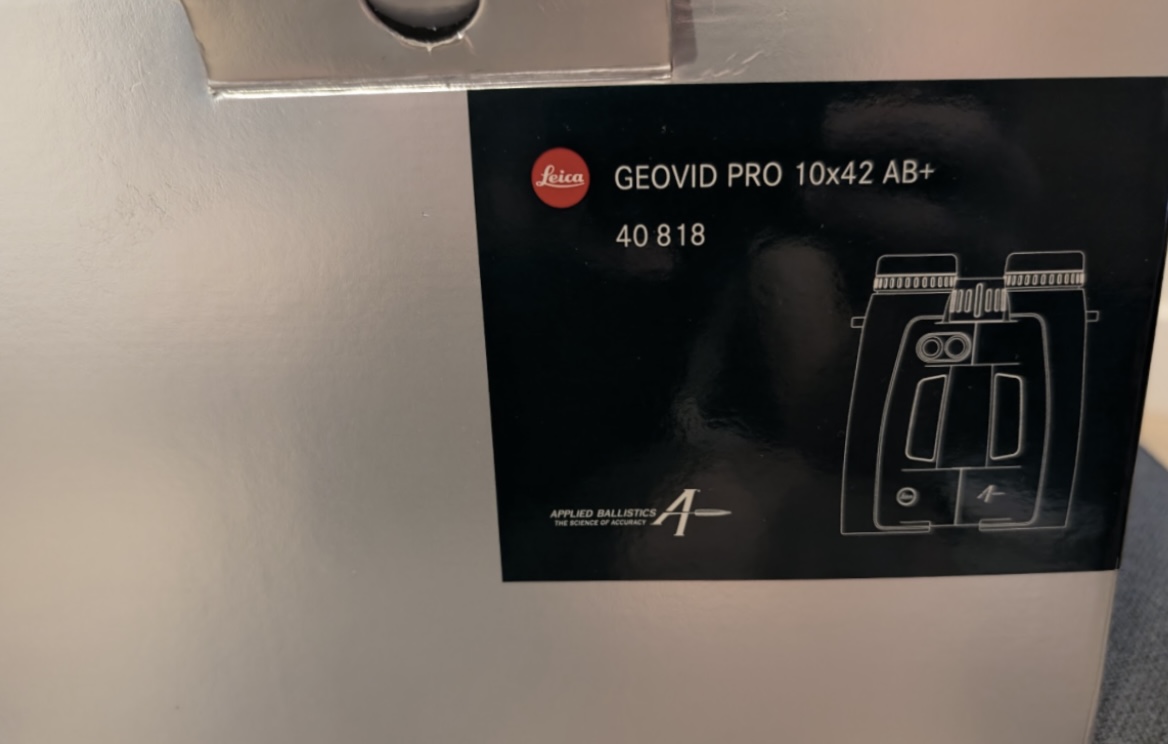 Leica GEOVID PRO 10x42 AB+
40 818
APPLIED BALLISTICS
THE SCIENCE OF ACCURACY